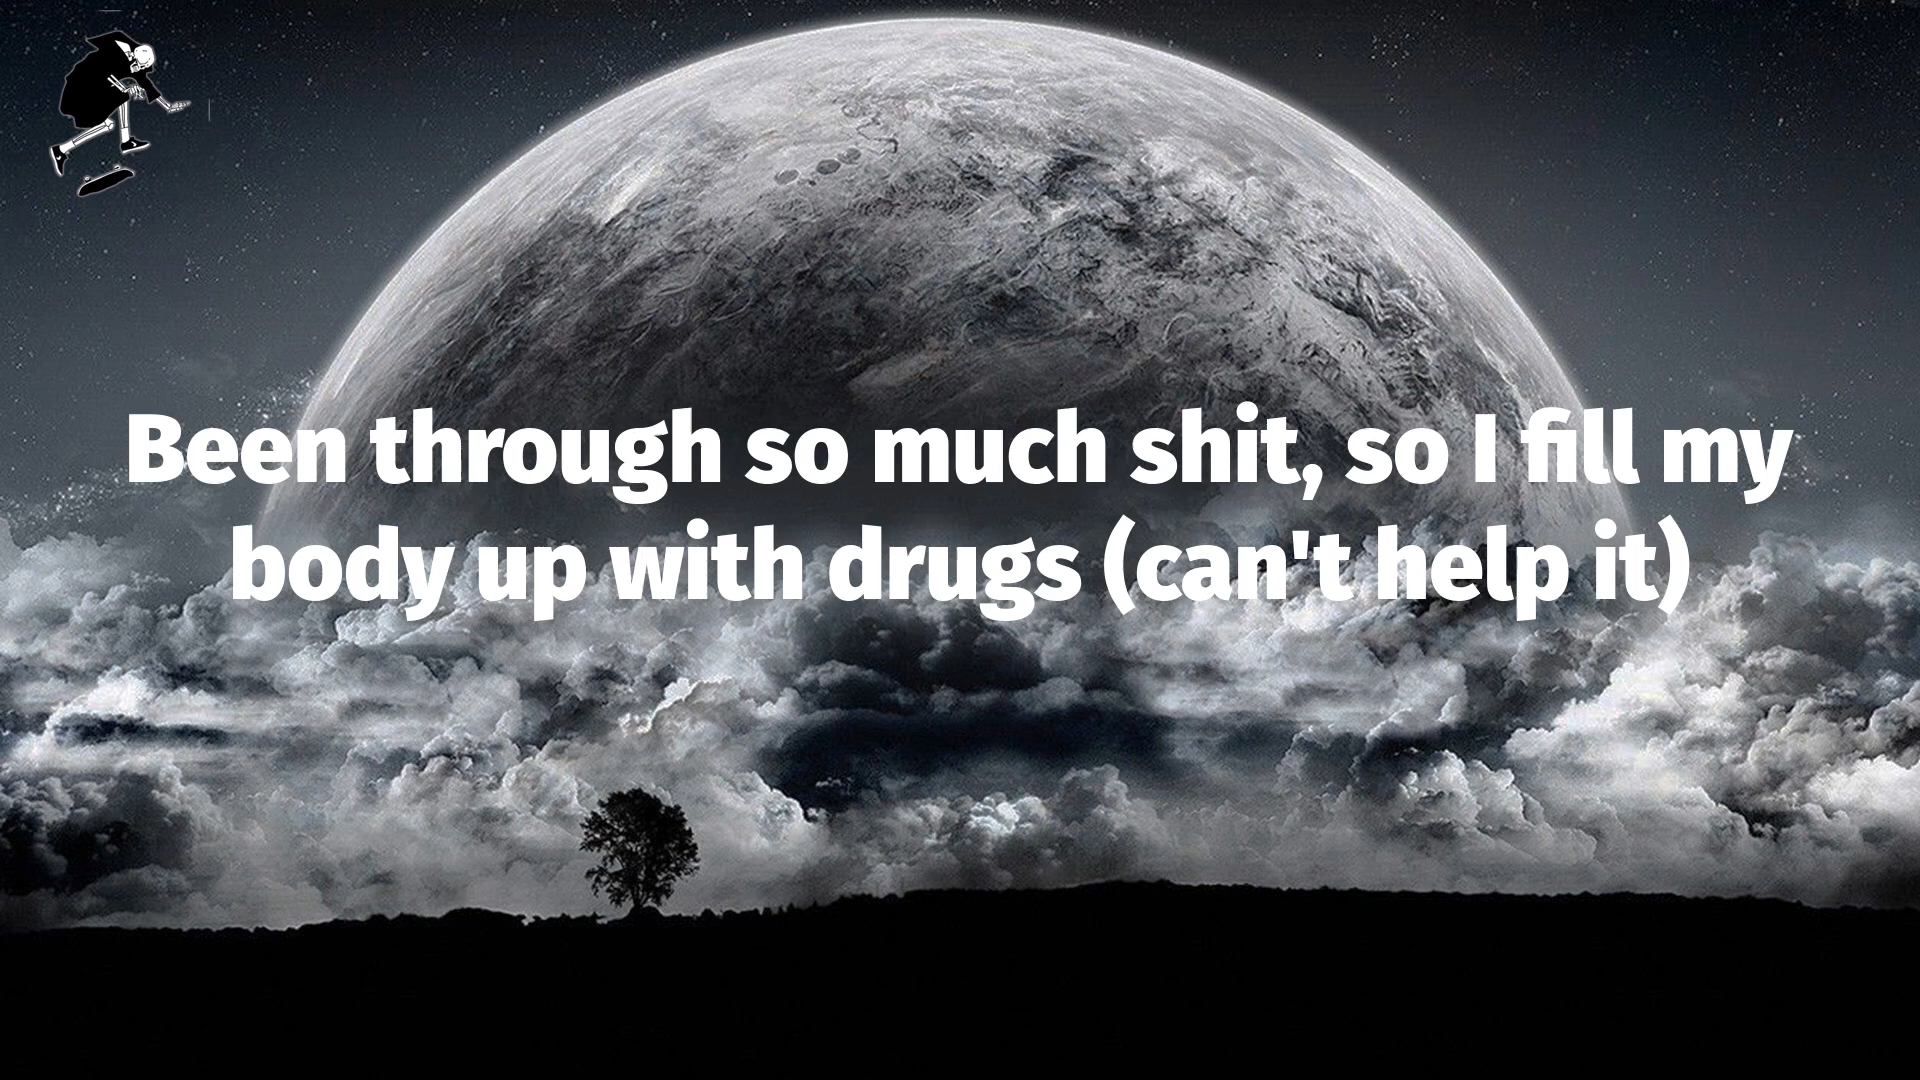 Been through so much shit, so I fill my
body up with drugs (can't help it)